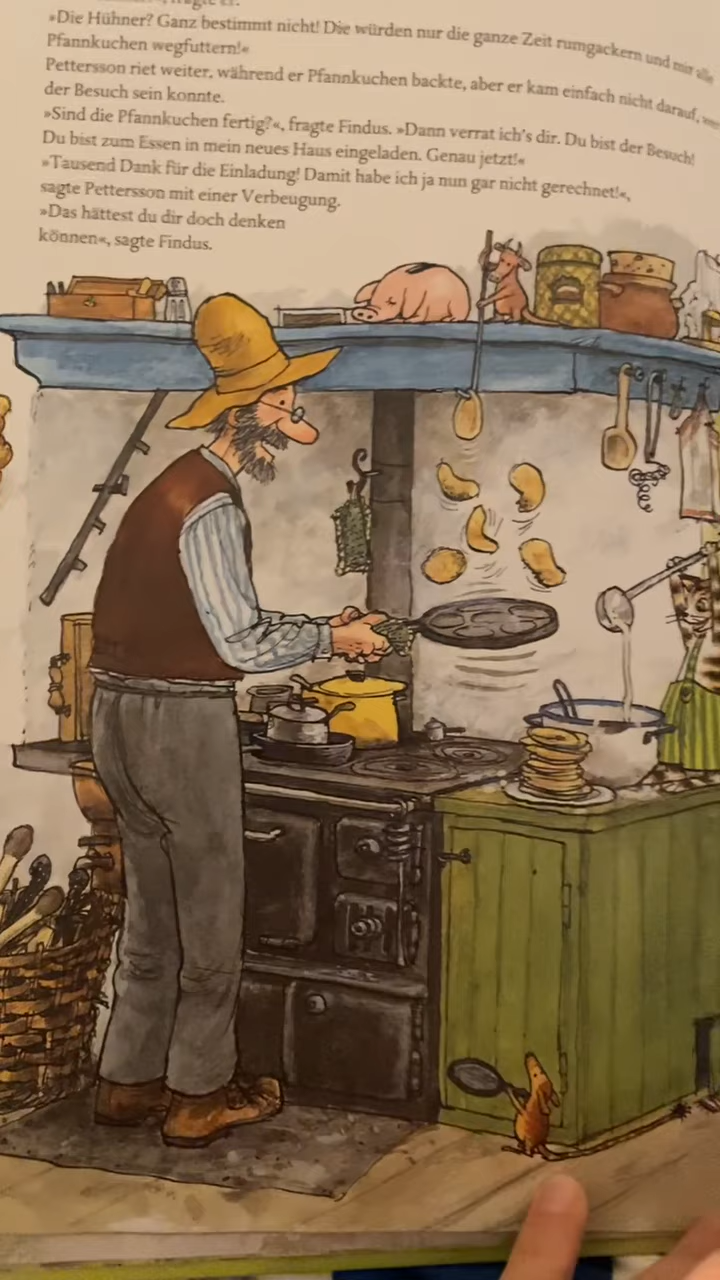 »Die Hühner? Ganz bestimmt nicht! Die würden nur die ganze Zeit rumgackern und mir alle
Pfannkuchen wegfuttern!«
Pettersson riet weiter, während er Pfannkuchen backte, aber er kam einfach nicht darauf,
der Besuch sein konnte.
»Sind die Pfannkuchen fertig?«, fragte Findus. »Dann verrat ich's dir. Du bist der Besuch!
Du bist zum Essen in mein neues Haus eingeladen. Genau jetzt!«
»Tausend Dank für die Einladung! Damit habe ich ja nun gar nicht gerechnet!«,
sagte Pettersson mit einer Verbeugung.
»Das hättest du dir doch denken
können«, sagte Findus.